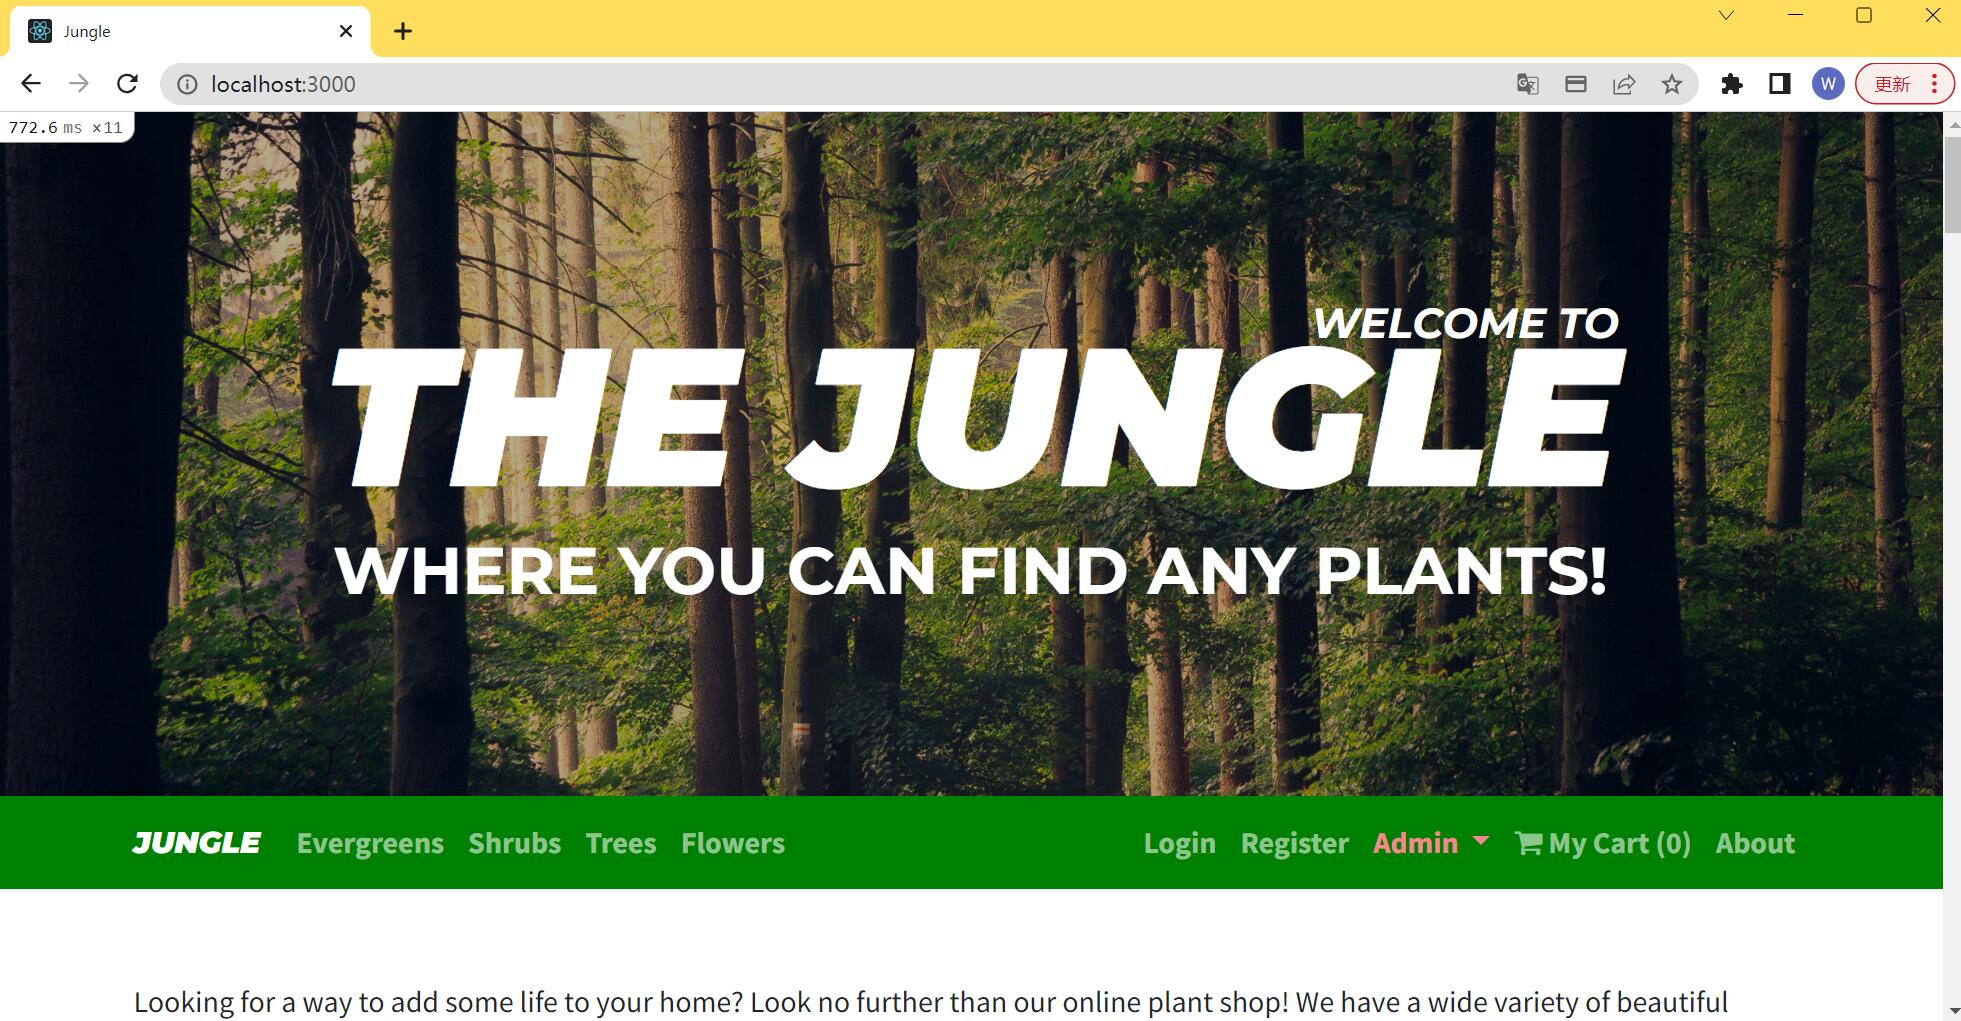 Jungle
localhost:3000
W
更新
772.6 ms ×11
WELCOME TO
THE JUNGLE
WHERE YOU CAN FIND ANY PLANTS!
JUNGLE Evergreens Shrubs Trees Flowers Login Register Admin My Cart (0) About
Looking for a way to add some life to your home? Look no further than our online plant shop! We have a wide variety of beautiful